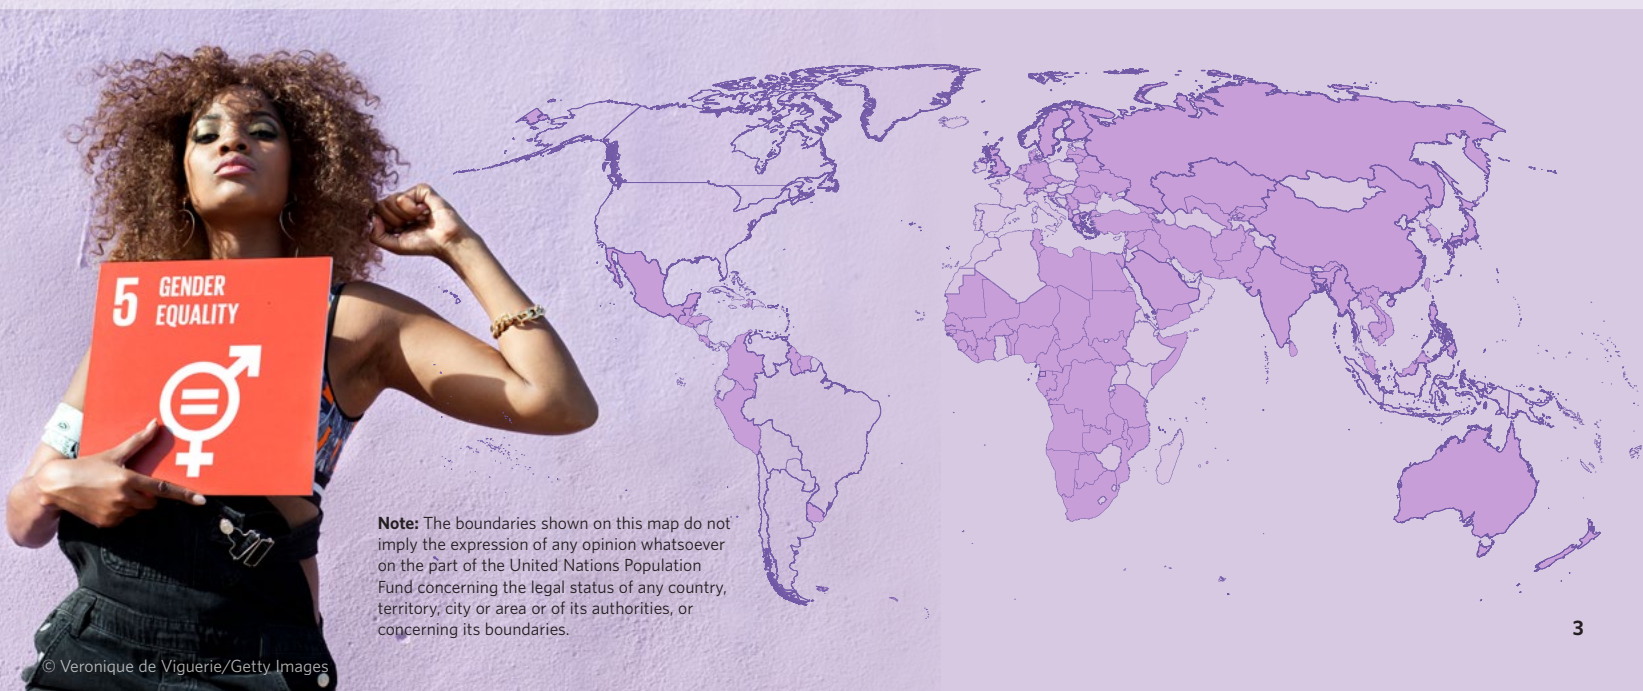 5 GENDER
EQUALITY
Note: The boundaries shown on this map do not
imply the expression of any opinion whatsoever
on the part of the United Nations Population
Fund concerning the legal status of any country,
territory, city or area or of its authorities, or
concerning its boundaries.
3
© Veronique de Viguerie/Getty Images